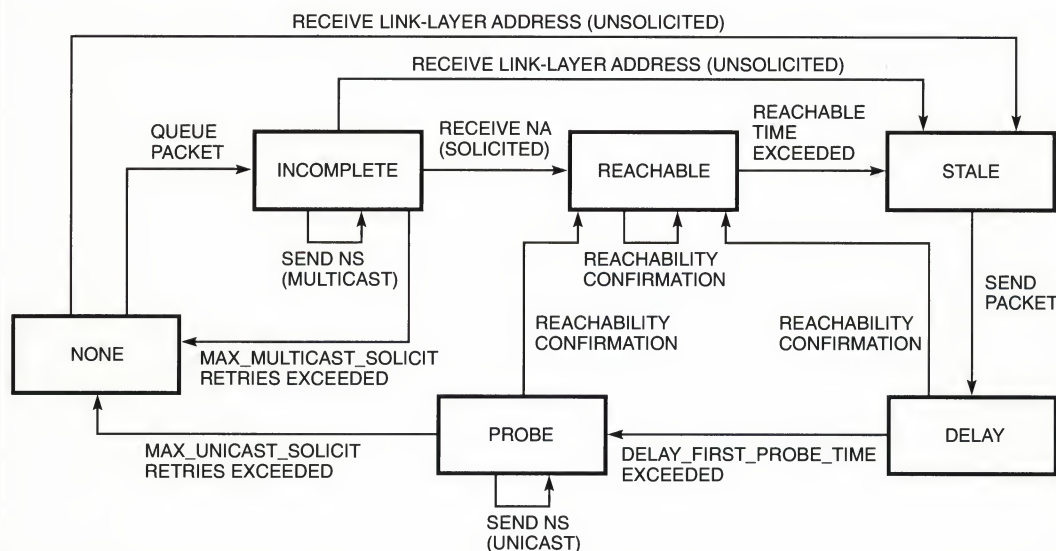 RECEIVE LINK-LAYER ADDRESS (UNSOLICITED)
RECEIVE LINK-LAYER ADDRESS (UNSOLICITED)
QUEUE
PACKET
RECEIVE NA
(SOLICITED)
REACHABLE
TIME
EXCEEDED
INCOMPLETE
REACHABLE
STALE
SEND NS
(MULTICAST)
REACHABILITY
CONFIRMATION
SEND
PACKET
NONE
MAX_MULTICAST_SOLICIT
RETRIES EXCEEDED
REACHABILITY
CONFIRMATION
REACHABILITY
CONFIRMATION
PROBE
DELAY
MAX_UNICAST_SOLICIT
RETRIES EXCEEDED
DELAY_FIRST_PROBE_TIME
EXCEEDED
SEND NS
(UNICAST)